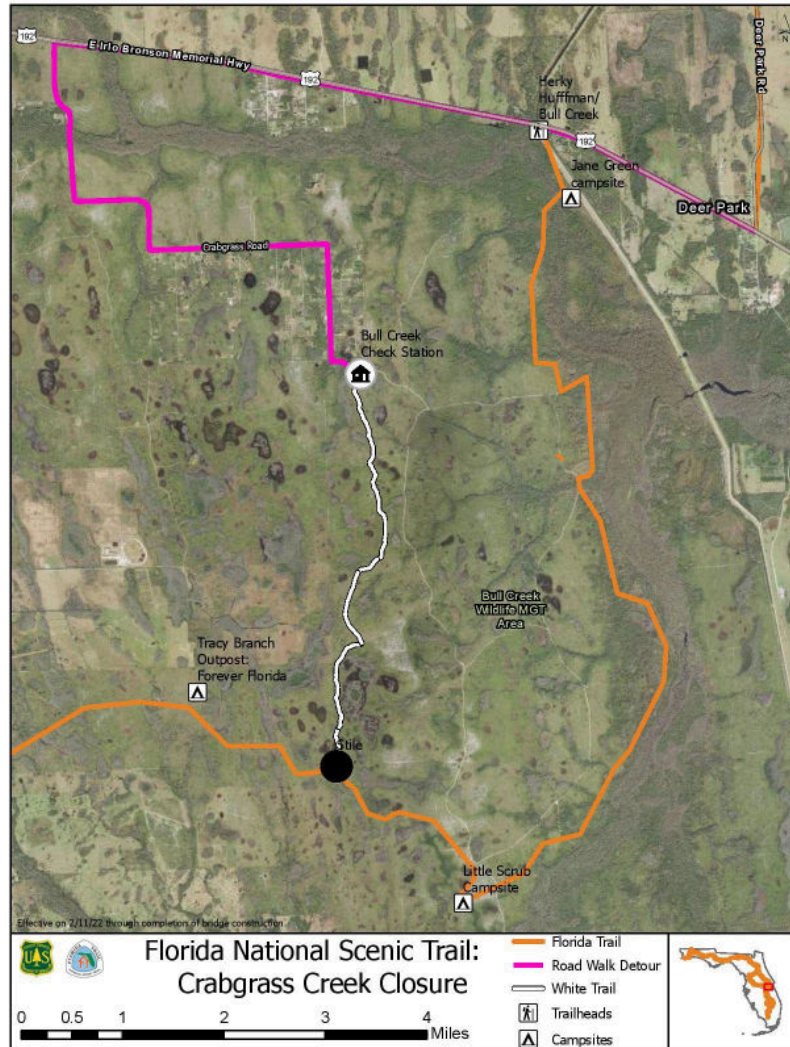 192
E Irlo Bronson Memorial Hwy
192
Deer Park Rd
N
Herky
Hufffman/
Bull Creek
192
Jane Green
campsite
Deer Park
Crabgrass Road
Bull Creek
Check Station
Bull Creek
Wildlife MGT
Area
Tracy Branch
Outpost:
Forever Florida
Stile
Little Scrub
Campsite
Effective on 2/11/22 through completion of bridge construction
UAS
Florida National Scenic Trail:
Crabgrass Creek Closure
0 0.5 1 2 3 4
Miles
Florida Trail
Road Walk Detour
White Trail
Trailheads
Campsites